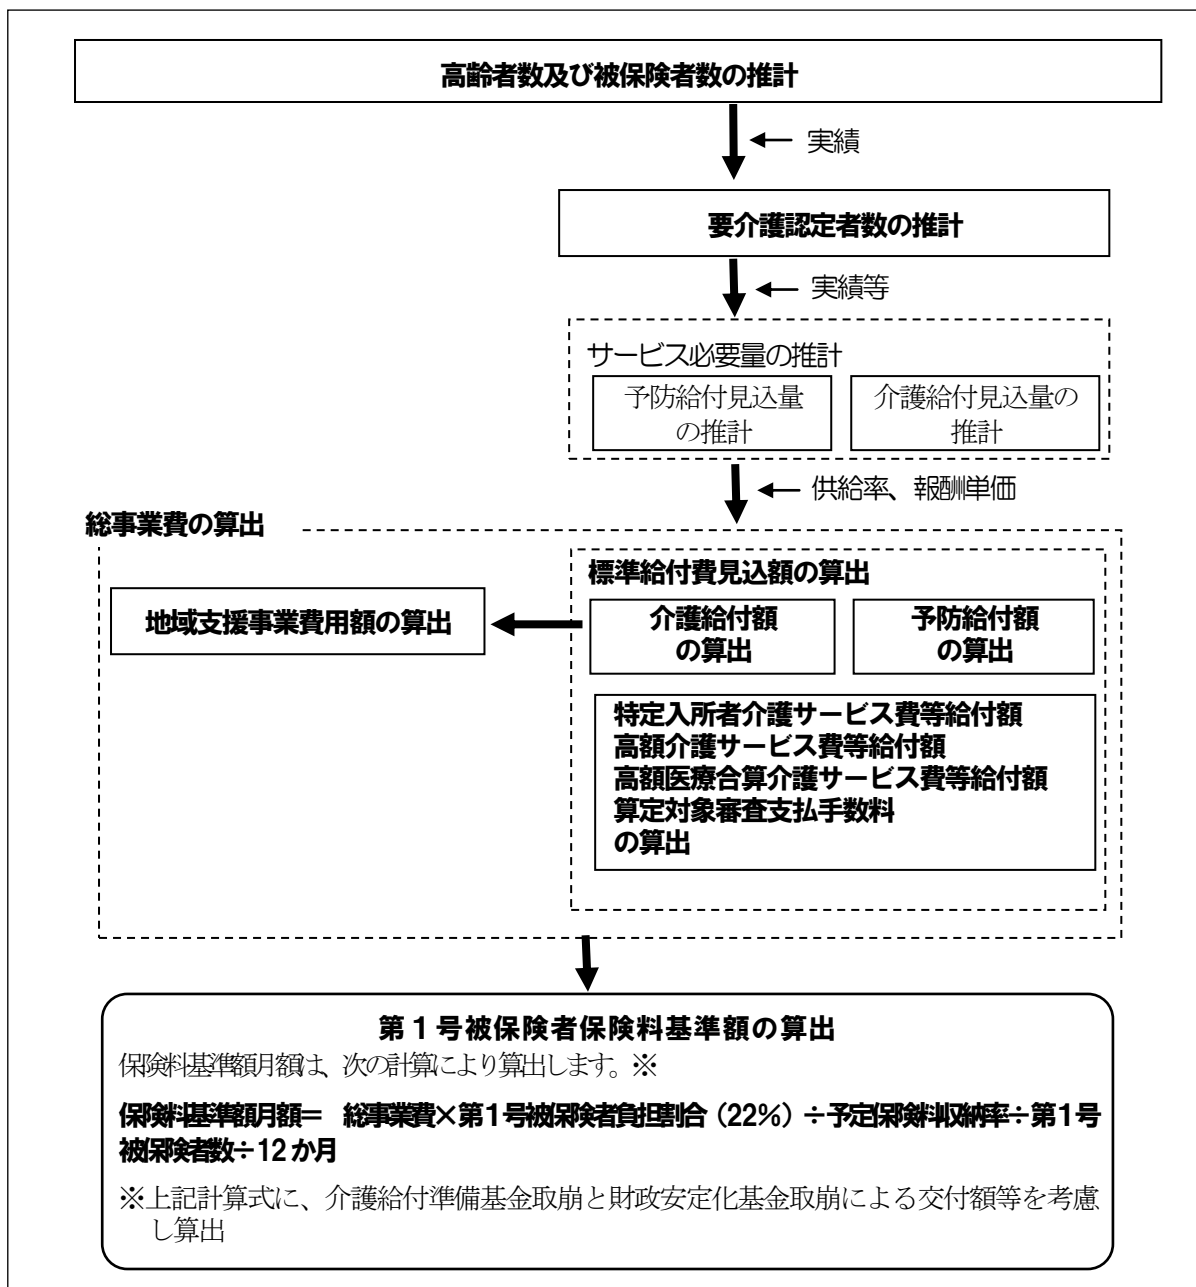 高齢者数及び被保険者数の推計
実績
要介護認定者数の推計
実績等
サービス必要量の推計
予防給付見込量
の推計
介護給付見込量の
推計
供給率、報酬単価
総事業費の算出
標準給付費見込額の算出
地域支援事業費用額の算出
介護給付額
の算出
予防給付額
の算出
特定入所者介護サービス費等給付額
高額介護サービス費等給付額
高額医療合算介護サービス費等給付額
算定対象審査支払手数料
の算出
第1号被保険者保険料基準額の算出
保険料基準額月額は、次の計算により算出します。※
保険料基準額月額＝　総事業費×第1号被保険者負担割合（22%）÷予定保険料収納率÷第1号
被保険者数÷12か月
※上記計算式に、介護給付準備基金取崩と財政安定化基金取崩による交付額等を考慮
し算出